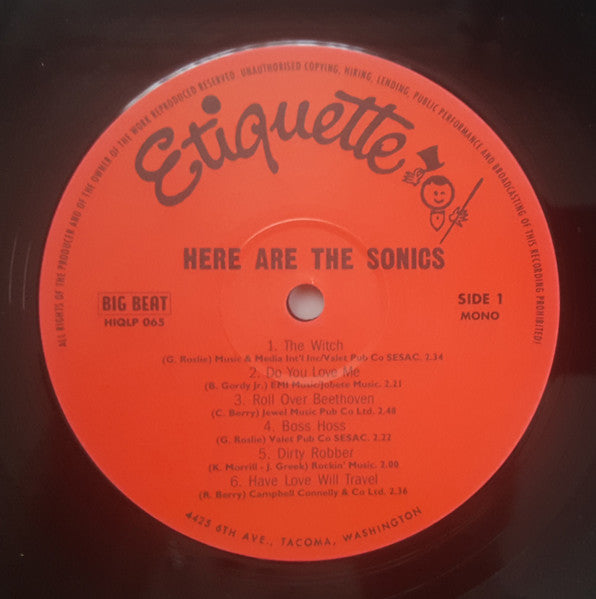 ALL RIGHTS OF THE PRODUCER AND OF THE OWNER OF THE WORK REPRODUCED RESERVED. UNAUTHORISED COPYING, HIRING, LENDING, PUBLIC PERFORMANCE AND BROADCASTING OF THIS RECORDING PROHIBITED!
Etiquette
HERE ARE THE SONICS
BIG BEAT
HIQLP 065
SIDE 1
MONO
1. The Witch
(G. Roslie) Music & Media Int'l Inc/Valet Pub Co SESAC. 2.34
2. Do You Love Me
(B. Gordy Jr.) EMI Music/Jobete Music. 2.21
3. Roll Over Beethoven
(C. Berry) Jewel Music Pub Co Ltd. 2.48
4. Boss Hoss
(G. Roslie) Valet Pub Co SESAC. 2.22
5. Dirty Robber
(K. Morrill - J. Greek) Rockin' Music. 2.00
6. Have Love Will Travel
(R. Berry) Campbell Connelly & Co Ltd. 2.36
4425 6TH AVE., TACOMA, WASHINGTON